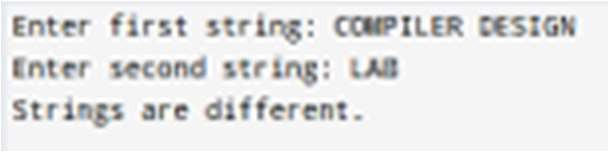 Enter first string: COMPILER DESIGN
Enter second string: LAB
Strings are different.